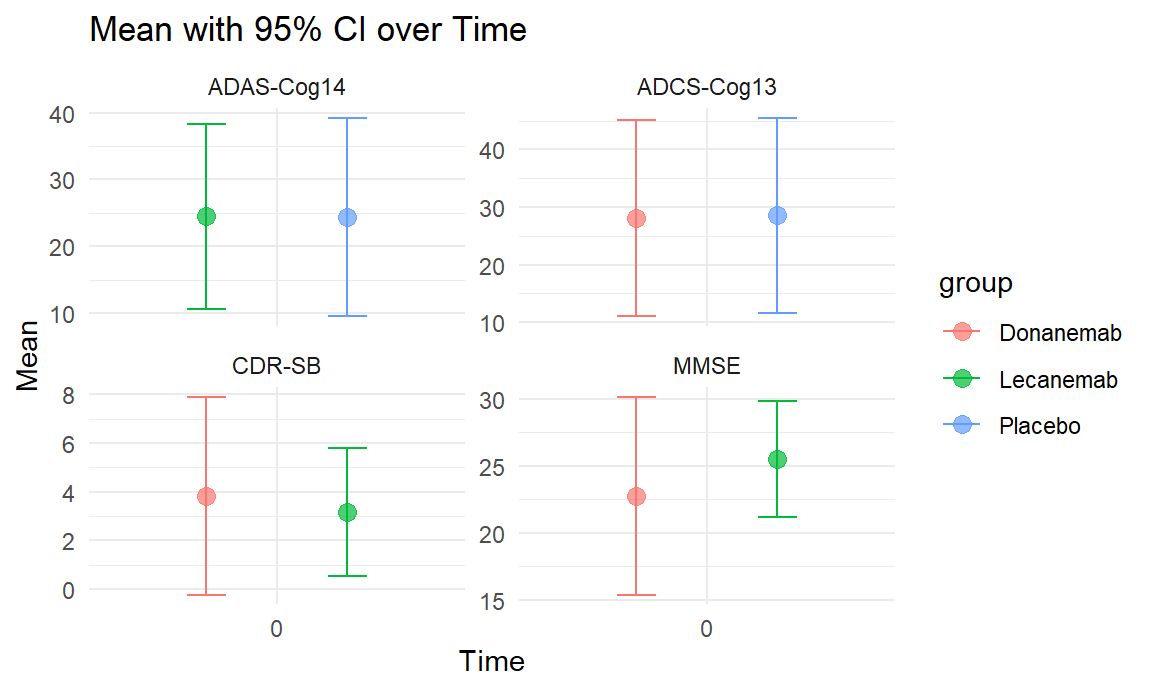 Mean with 95% CI over Time
ADAS-Cog14
ADCS-Cog13
40
30
20
10
40
30
20
10
CDR-SB
MMSE
8
6
4
2
0
30
25
20
15
0
0
Mean
Time
group
Donanemab
Lecanemab
Placebo